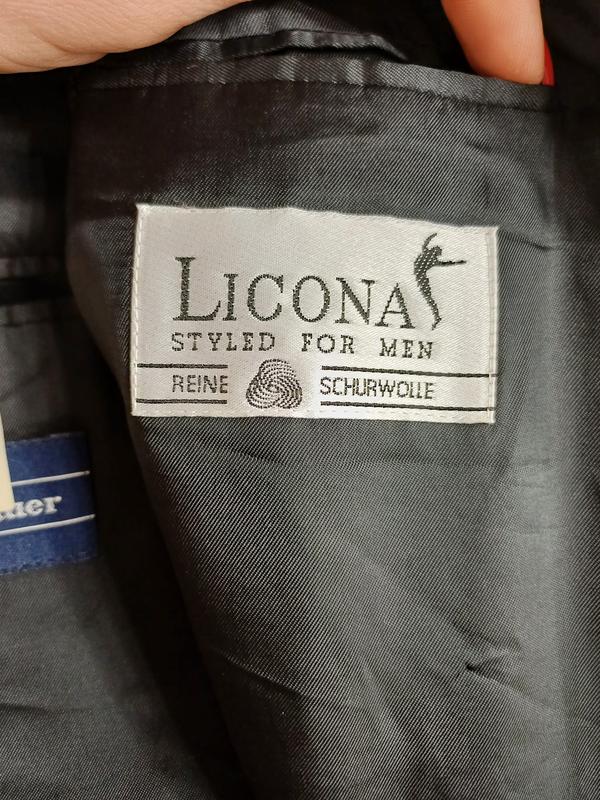 LICONA
STYLED FOR MEN
REINE SCHURWOLLE